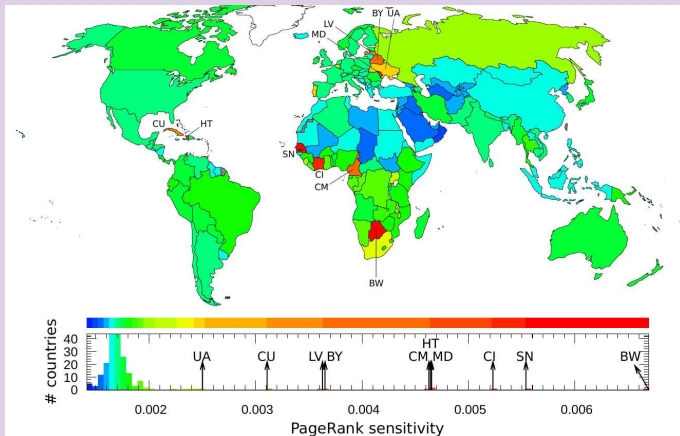 BY UA
LV
MD
CU
HT
SN
CI
CM
BW
# countries
40
30
20
10
0
HT
UA CU LV BY CM MD CI SN BW
0.002 0.003 0.004 0.005 0.006
PageRank sensitivity